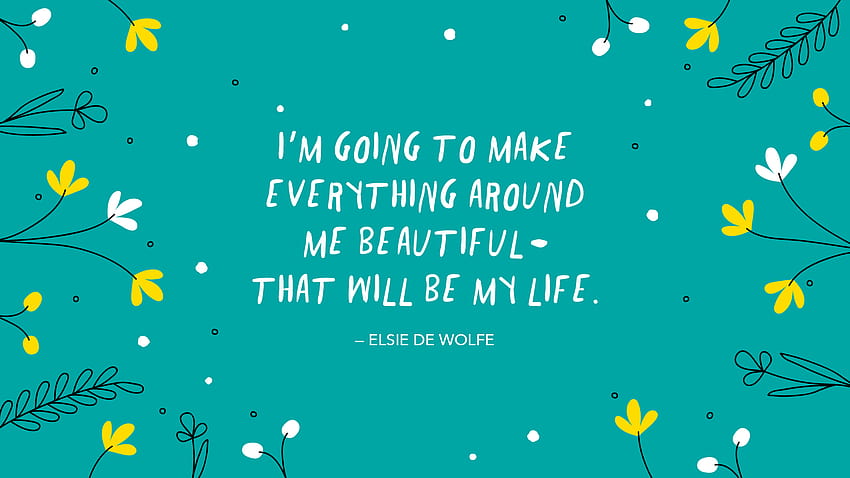 I'M GOING TO MAKE
EVERYTHING AROUND
ME BEAUTIFUL-
THAT WILL BE MY LIFE.
– ELSIE DE WOLFE